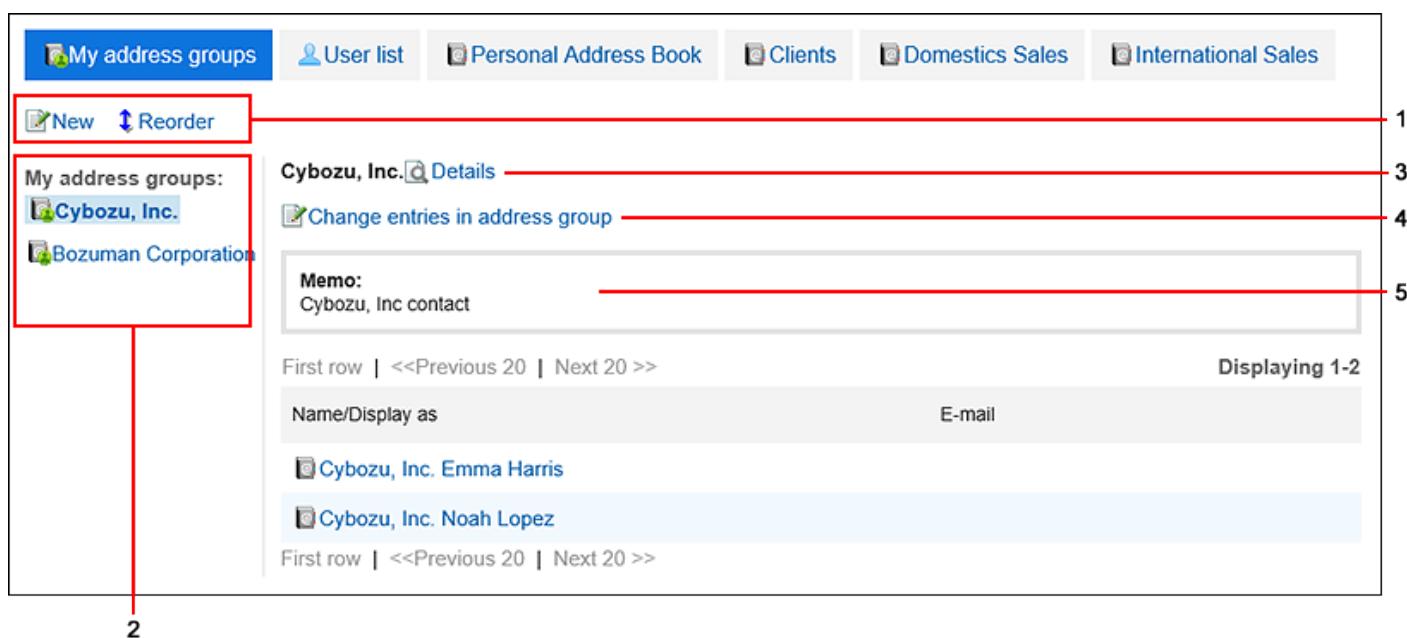 My address groups User list Personal Address Book Clients Domestics Sales International Sales
New Reorder 1
My address groups:
Cybozu, Inc.
Bozuman Corporation
Cybozu, Inc. Details 3
Change entries in address group 4
Memo:
Cybozu, Inc contact 5
First row | <<Previous 20 | Next 20 >> Displaying 1-2
Name/Display as E-mail
Cybozu, Inc. Emma Harris
Cybozu, Inc. Noah Lopez
First row | <<Previous 20 | Next 20 >>
2